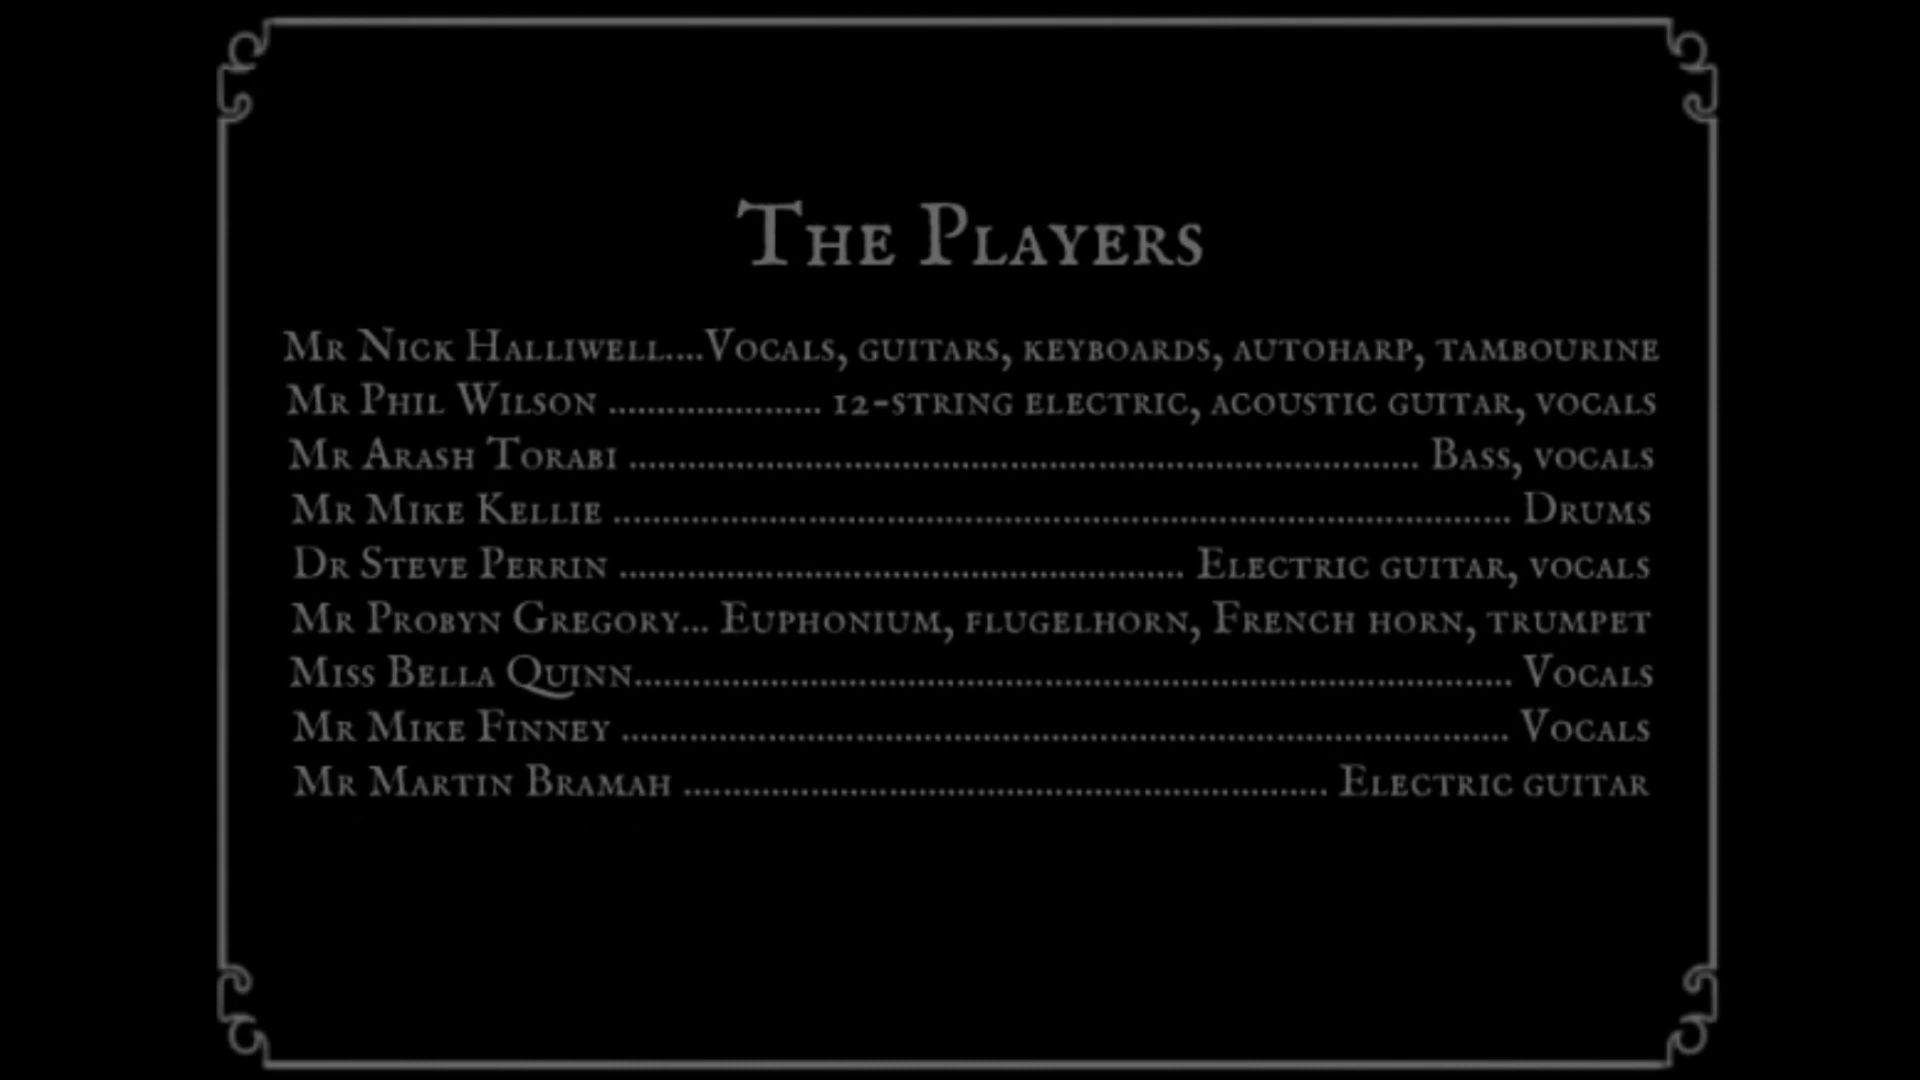 The Players
Mr Nick Halliwell....Vocals, guitars, keyboards, autoharp, tambourine
Mr Phil Wilson ...................... 12-string electric, acoustic guitar, vocals
Mr Arash Torabi ................................................................................. Bass, vocals
Mr Mike Kellie ............................................................................................ Drums
Dr Steve Perrin .......................................................... Electric guitar, vocals
Mr Probyn Gregory... Euphonium, flugelhorn, French horn, trumpet
Miss Bella Quinn.......................................................................................... Vocals
Mr Mike Finney ........................................................................................... Vocals
Mr Martin Bramah .................................................................. Electric guitar